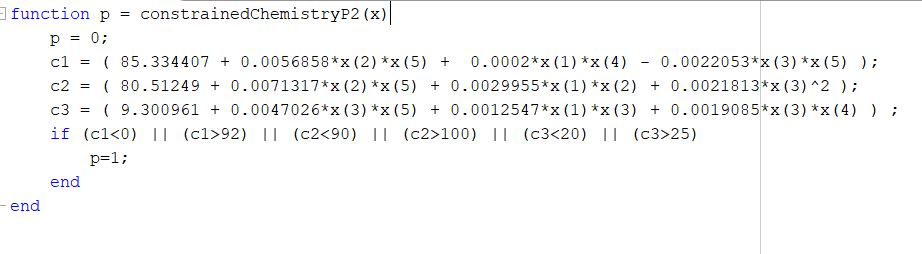 function p = constrainedChemistryP2(x)
p = 0;
c1 = ( 85.334407 + 0.0056858*x(2)*x(5) +  0.0002*x(1)*x(4) - 0.0022053*x(3)*x(5) );
c2 = ( 80.51249 + 0.0071317*x(2)*x(5) + 0.0029955*x(1)*x(2) + 0.0021813*x(3)^2 );
c3 = ( 9.300961 + 0.0047026*x(3)*x(5) + 0.0012547*x(1)*x(3) + 0.0019085*x(3)*x(4) ) ;
if (c1<0) || (c1>92) || (c2<90) || (c2>100) || (c3<20) || (c3>25)
p=1;
end
end